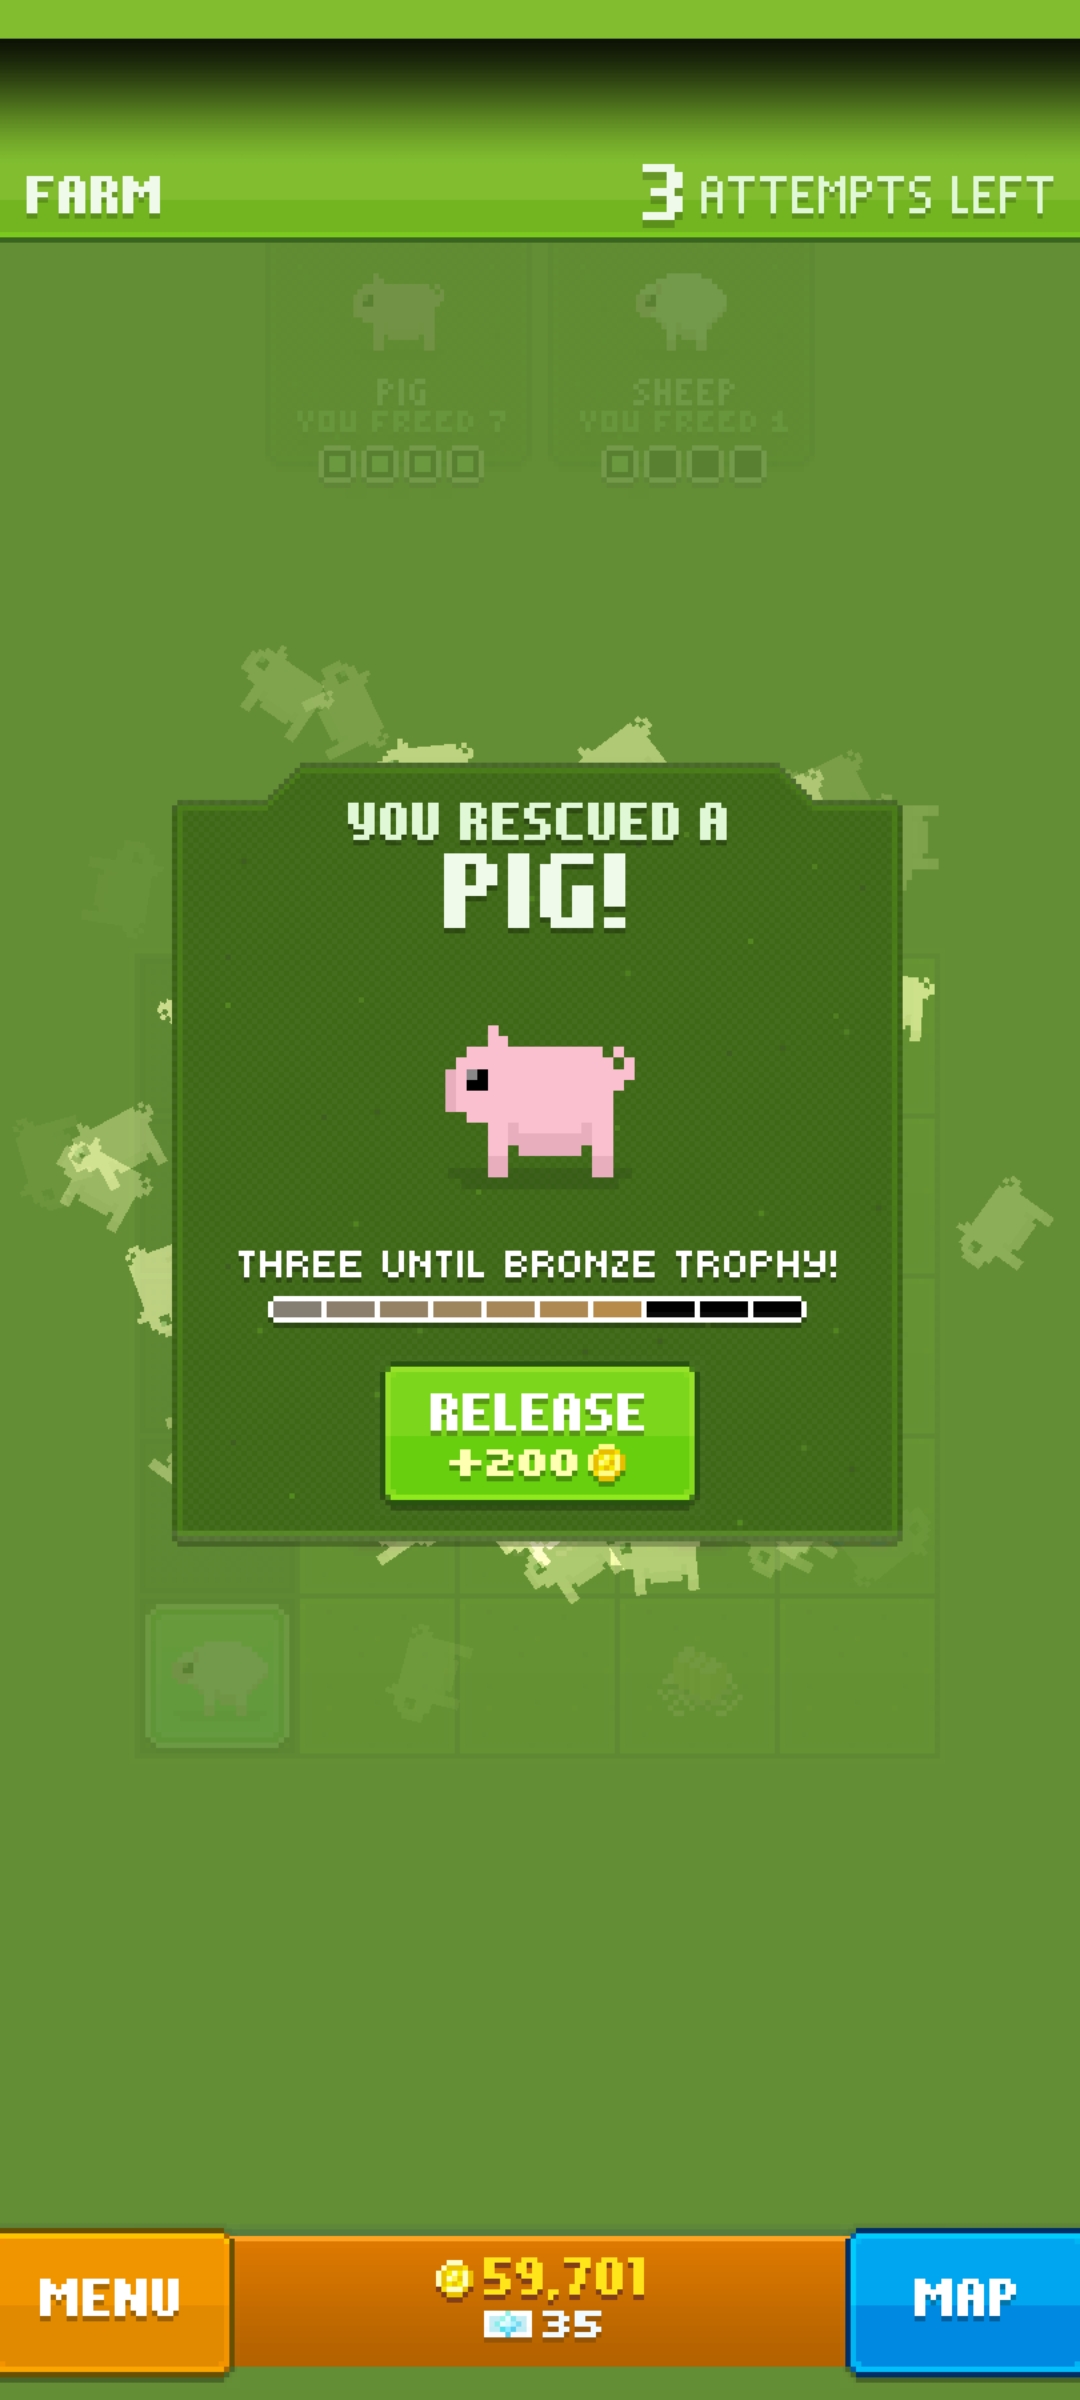 FARM
3 ATTEMPTS LEFT
PIG
YOU FREED 7
SHEEP
YOU FREED 1
YOU RESCUED A
PIG!
THREE UNTIL BRONZE TROPHY!
RELEASE
+200
MENU
59,701
35
MAP